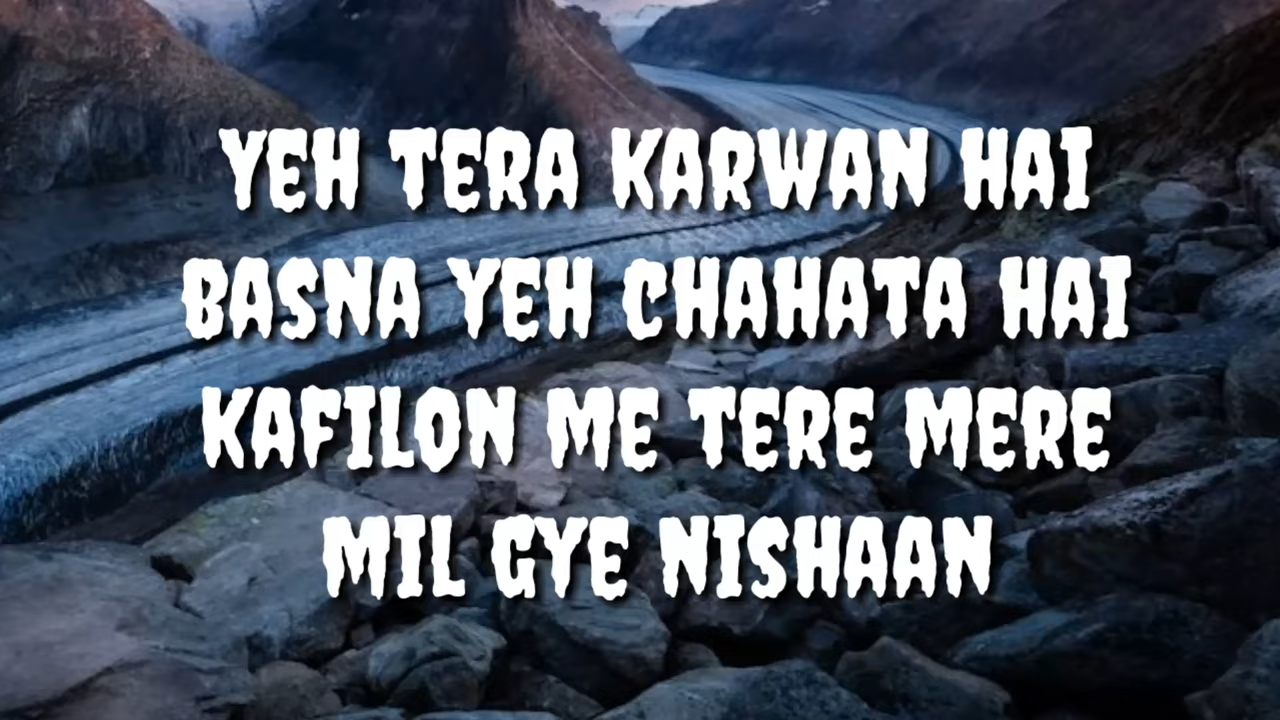 YEH TERA KARWAN HAI
BASNA YEH CHAHATA HAI
KAFILON ME TERE MERE
MIL GYE NISHAAN